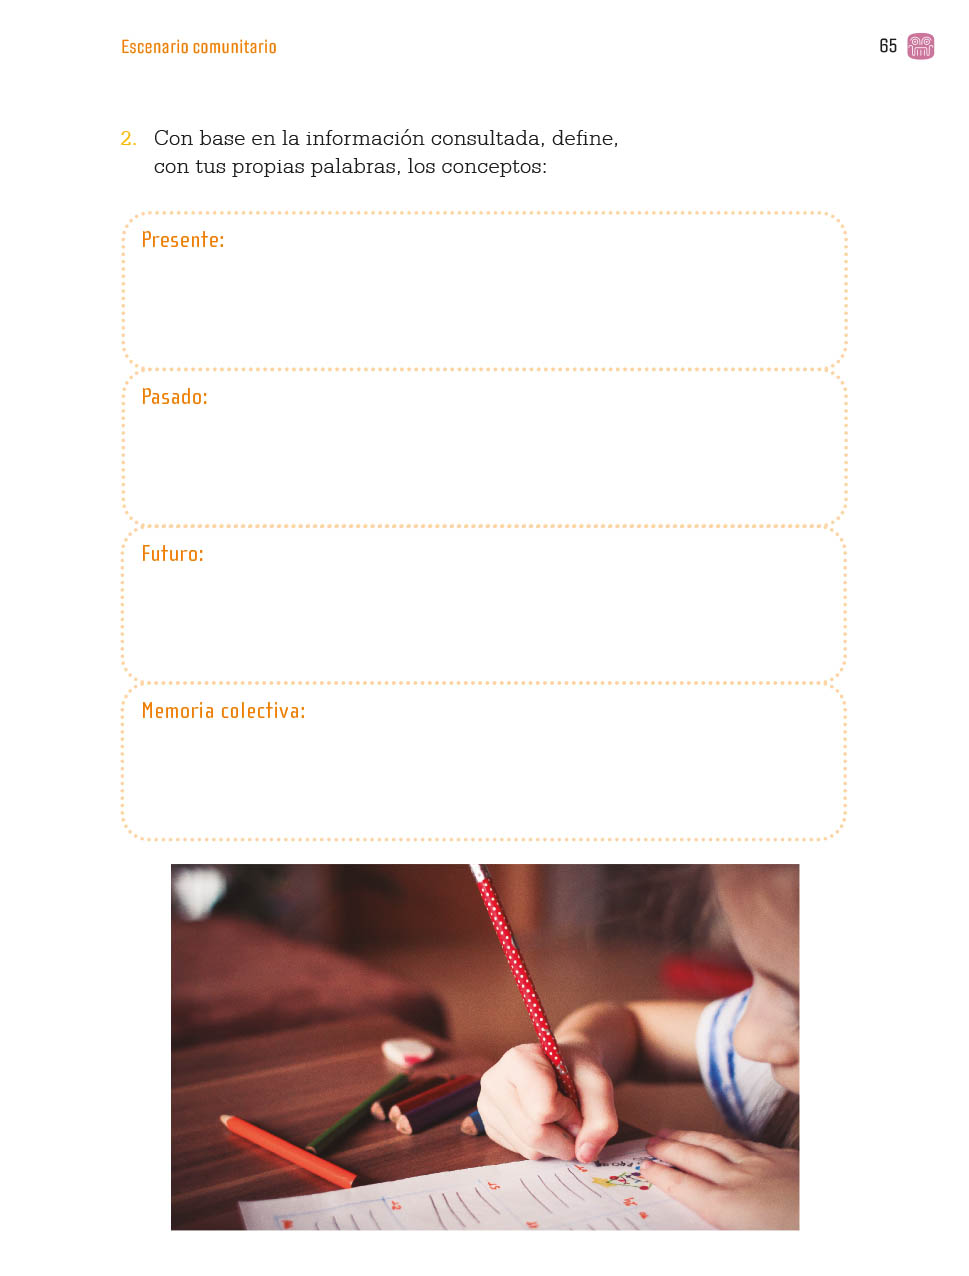 Escenario comunitario
65
2. Con base en la información consultada, define,
con tus propias palabras, los conceptos:
Presente:
Pasado:
Futuro:
Memoria colectiva: